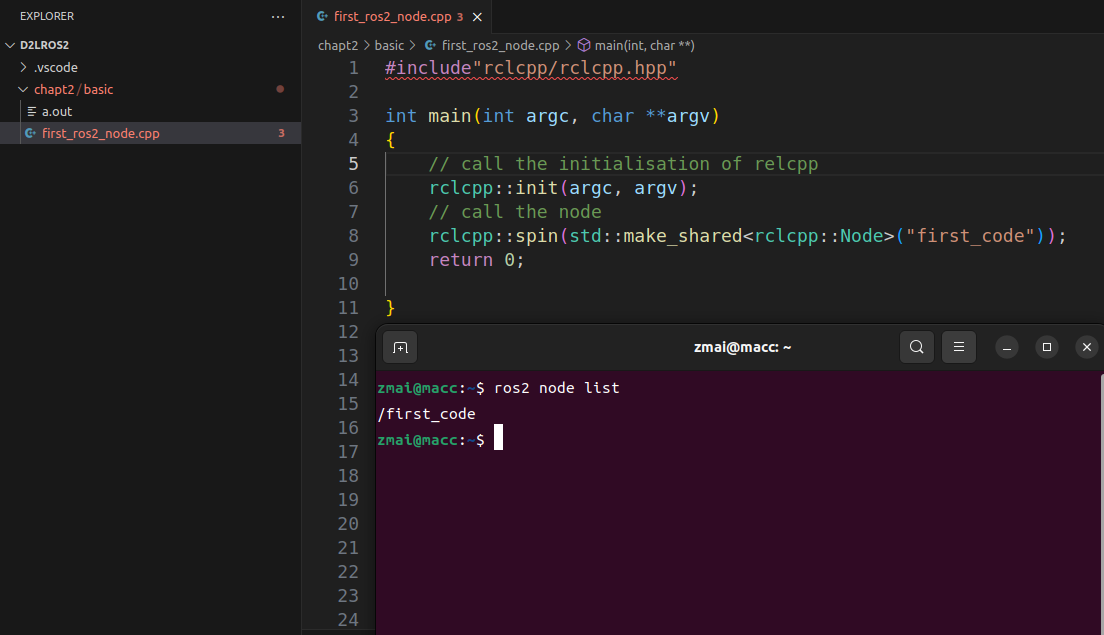 EXPLORER ...
D2LROS2
.vscode
chapt2 / basic
a.out
first_ros2_node.cpp 3
first_ros2_node.cpp 3
chapt2 > basic > first_ros2_node.cpp > main(int, char **)
1 #include"rclcpp/rclcpp.hpp"
2
3 int main(int argc, char **argv)
4 {
5 // call the initialisation of relcpp
6 rclcpp::init(argc, argv);
7 // call the node
8 rclcpp::spin(std::make_shared<rclcpp::Node>("first_code"));
9 return 0;
10
11 }
12
13
14
15
16
17
18
19
20
21
22
23
24
zmai@macc: ~
zmai@macc:~$ ros2 node list
/first_code
zmai@macc:~$